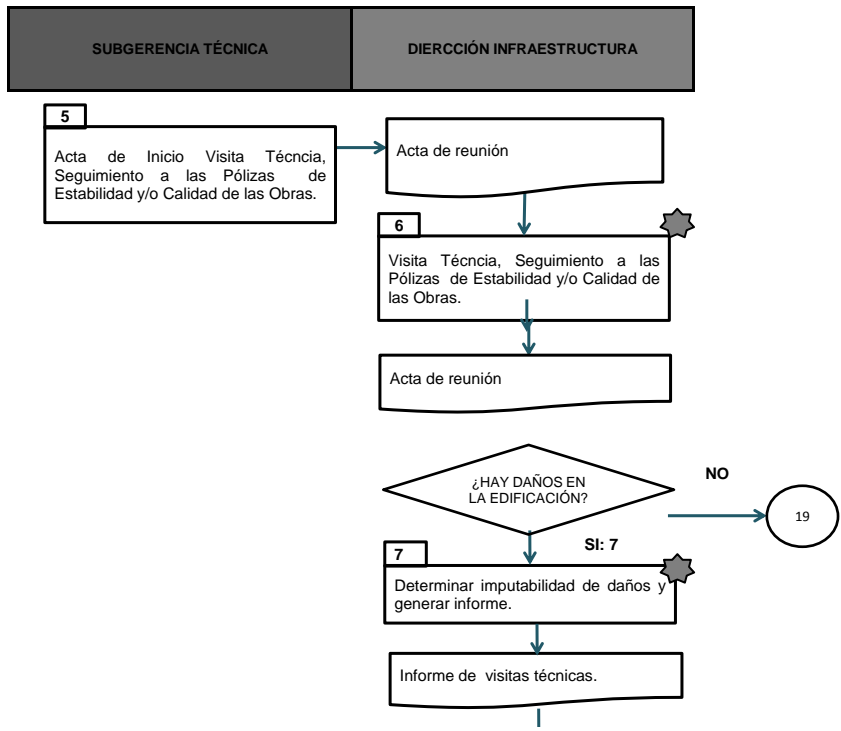 SUBGERENCIA TÉCNICA
DIERCCIÓN INFRAESTRUCTURA
5
Acta de Inicio Visita Técncia,
Seguimiento a las Pólizas de
Estabilidad y/o Calidad de las Obras.
Acta de reunión
6
Visita Técncia, Seguimiento a las
Pólizas de Estabilidad y/o Calidad de
las Obras.
Acta de reunión
¿HAY DAÑOS EN
LA EDIFICACIÓN?
NO
19
SI: 7
7
Determinar imputabilidad de daños y
generar informe.
Informe de visitas técnicas.